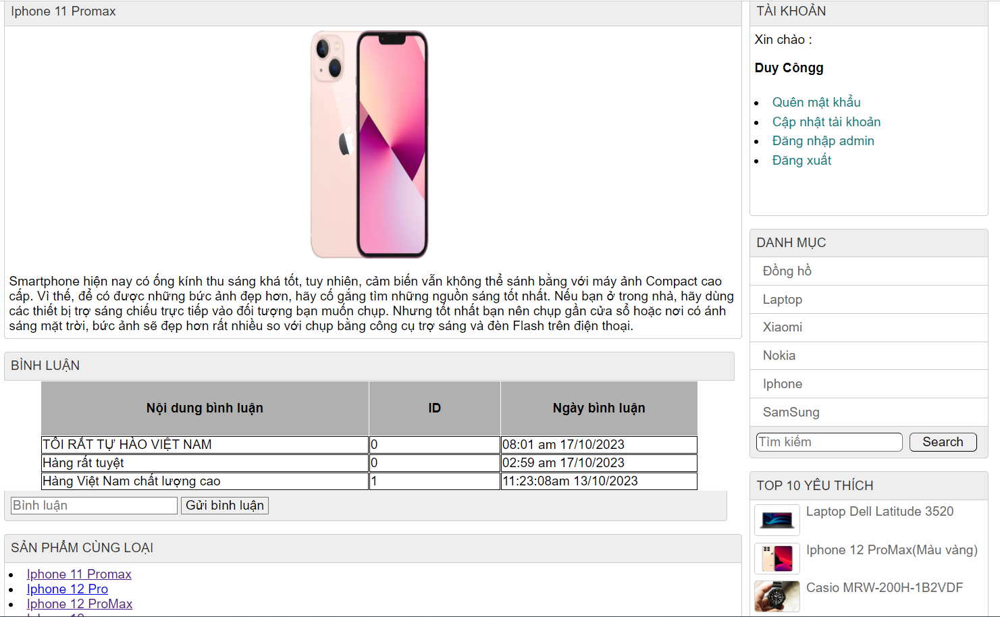 Iphone 11 Promax
Smartphone hiện nay có ống kính thu sáng khá tốt, tuy nhiên, cảm biến vẫn không thể sánh bằng với máy ảnh Compact cao
cấp. Vì thế, để có được những bức ảnh đẹp hơn, hãy cố gắng tìm những nguồn sáng tốt nhất. Nếu bạn ở trong nhà, hãy dùng
các thiết bị trợ sáng chiếu trực tiếp vào đối tượng bạn muốn chụp. Nhưng tốt nhất bạn nên chụp gần cửa sổ hoặc nơi có ánh
sáng mặt trời, bức ảnh sẽ đẹp hơn rất nhiều so với chụp bằng công cụ trợ sáng và đèn Flash trên điện thoại.
BÌNH LUẬN
Nội dung bình luận ID Ngày bình luận
TÔI RẤT TỰ HÀO VIỆT NAM 0 08:01 am 17/10/2023
Hàng rất tuyệt 0 02:59 am 17/10/2023
Hàng Việt Nam chất lượng cao 1 11:23:08am 13/10/2023
Bình luận Gửi bình luận
SẢN PHẨM CÙNG LOẠI
Iphone 11 Promax
Iphone 12 Pro
Iphone 12 ProMax
TÀI KHOẢN
Xin chào :
Duy Côngg
Quên mật khẩu
Cập nhật tài khoản
Đăng nhập admin
Đăng xuất
DANH MỤC
Đồng hồ
Laptop
Xiaomi
Nokia
Iphone
SamSung
Tìm kiếm Search
TOP 10 YÊU THÍCH
Laptop Dell Latitude 3520
Iphone 12 ProMax(Màu vàng)
Casio MRW-200H-1B2VDF